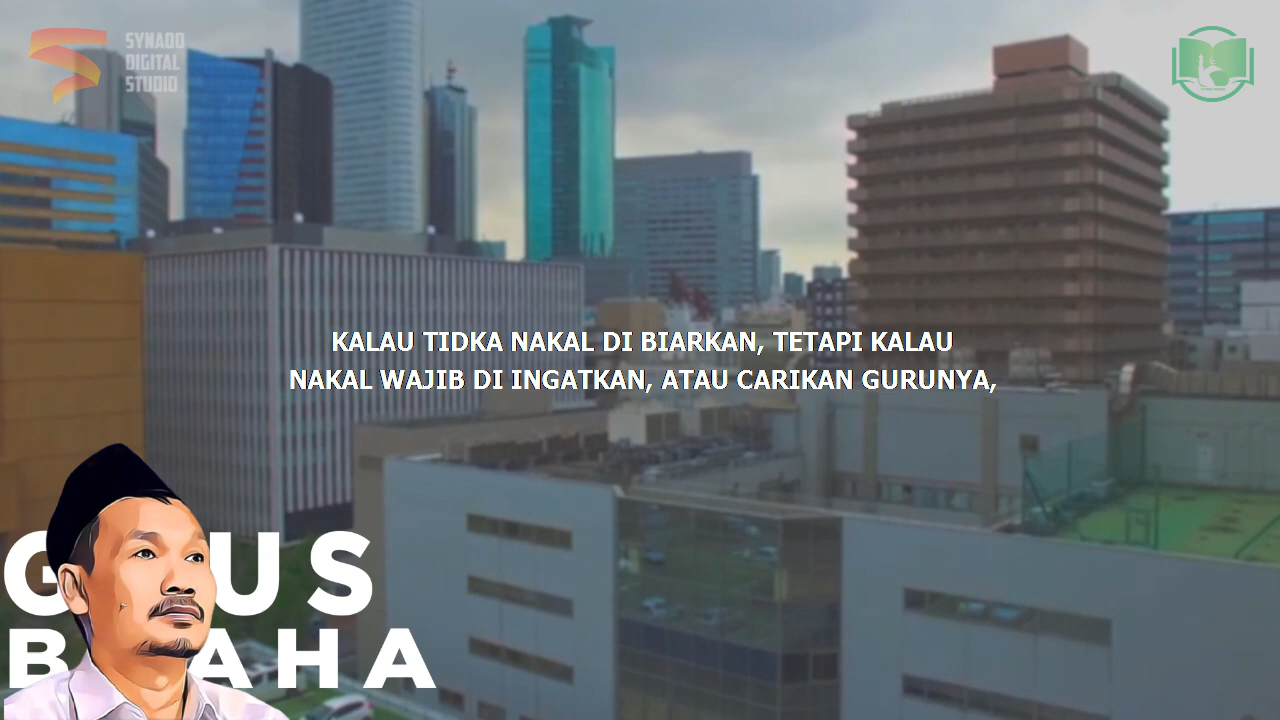 SYNADO
DIGITAL
STUDIO
KALAU TIDKA NAKAL DI BIARKAN, TETAPI KALAU
NAKAL WAJIB DI INGATKAN, ATAU CARIKAN GURUNYA,
G US
B AHA